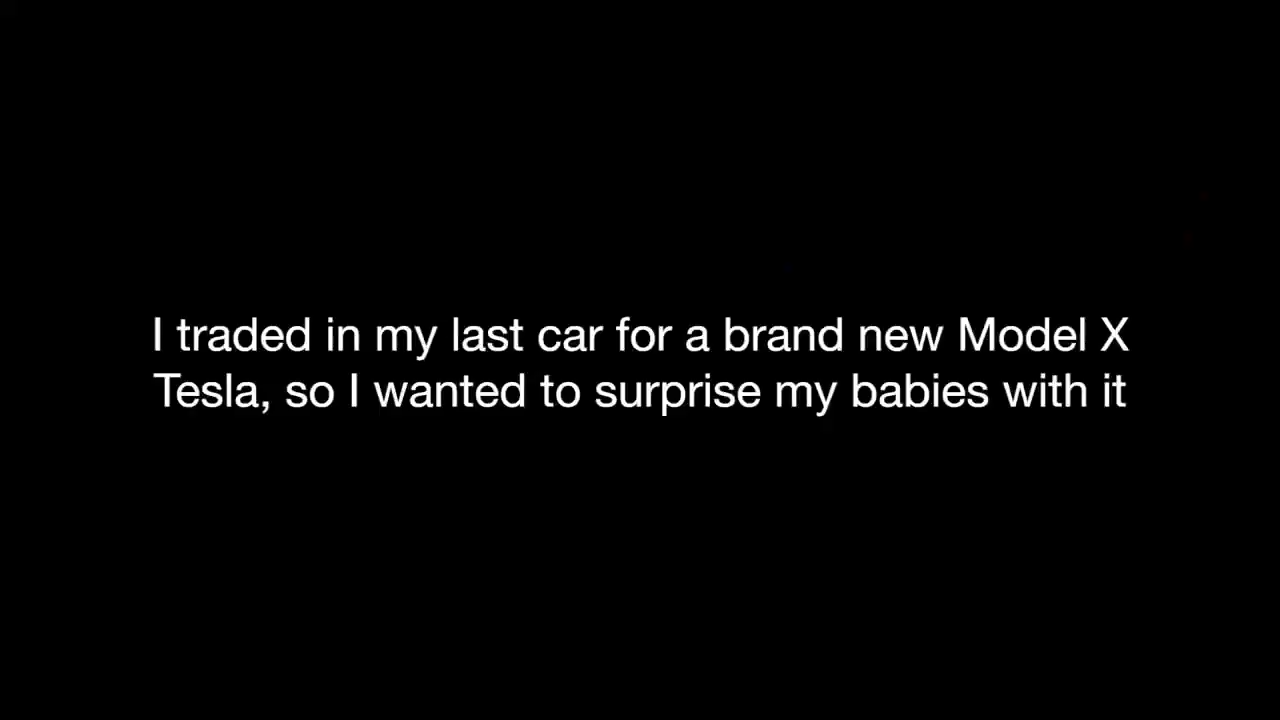 I traded in my last car for a brand new Model X
Tesla, so I wanted to surprise my babies with it